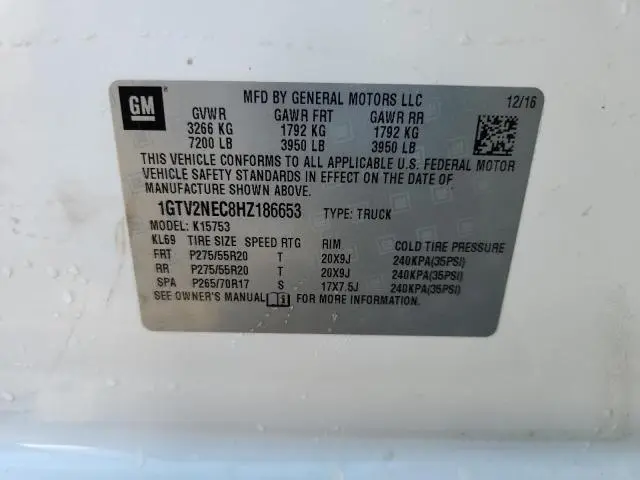 GM
MFD BY GENERAL MOTORS LLC 12/16
GVWR GAWR FRT GAWR RR
3266 KG 1792 KG 1792 KG
7200 LB 3950 LB 3950 LB
THIS VEHICLE CONFORMS TO ALL APPLICABLE U.S. FEDERAL MOTOR
VEHICLE SAFETY STANDARDS IN EFFECT ON THE DATE OF
MANUFACTURE SHOWN ABOVE.
1GTV2NEC8HZ186653 TYPE: TRUCK
MODEL: K15753
KL69 TIRE SIZE SPEED RTG RIM COLD TIRE PRESSURE
FRT P275/55R20 T 20X9J 240KPA(35PSI)
RR P275/55R20 T 20X9J 240KPA(35PSI)
SPA P265/70R17 S 17X7.5J 240KPA(35PSI)
SEE OWNER'S MANUAL FOR MORE INFORMATION.